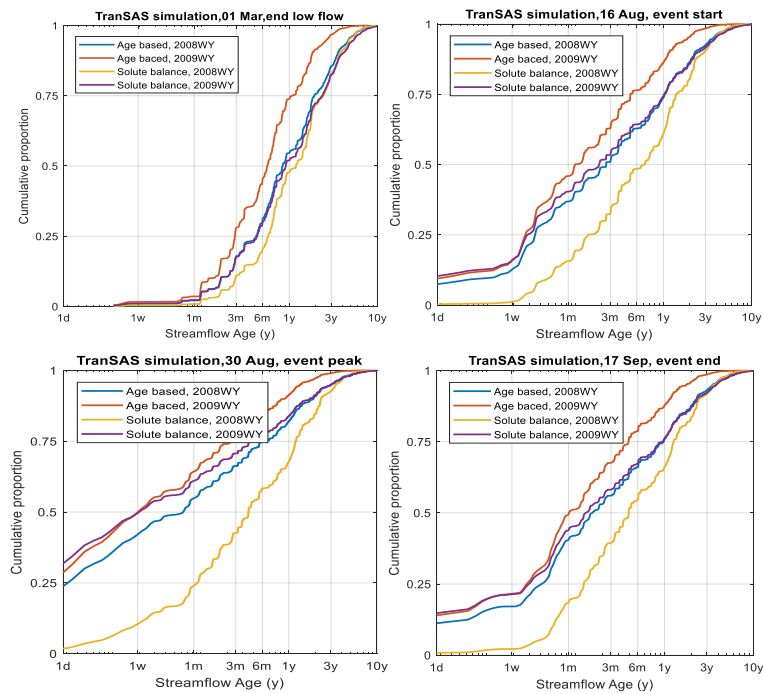 TranSAS simulation,01 Mar,end low flow
Cumulative proportion
1
0.75
0.5
0.25
0
Age based, 2008WY
Age based, 2009WY
Solute balance, 2008WY
Solute balance, 2009WY
1d 1w 1m 3m 6m 1y 3y 10y
Streamflow Age (y)
TranSAS simulation,16 Aug, event start
Cumulative proportion
1
0.75
0.5
0.25
0
Age based, 2008WY
Age baced, 2009WY
Solute balance, 2008WY
Solute balance, 2009WY
1d 1w 1m 3m 6m 1y 3y 10y
Streamflow Age (y)
TranSAS simulation,30 Aug, event peak
Cumulative proportion
1
0.75
0.5
0.25
0
Age based, 2008WY
Age baced, 2009WY
Solute balance, 2008WY
Solute balance, 2009WY
1d 1w 1m 3m 6m 1y 3y 10y
Streamflow Age (y)
TranSAS simulation,17 Sep, event end
Cumulative proportion
1
0.75
0.5
0.25
0
Age based, 2008WY
Age baced, 2009WY
Solute balance, 2008WY
Solute balance, 2009WY
1d 1w 1m 3m 6m 1y 3y 10y
Streamflow Age (y)